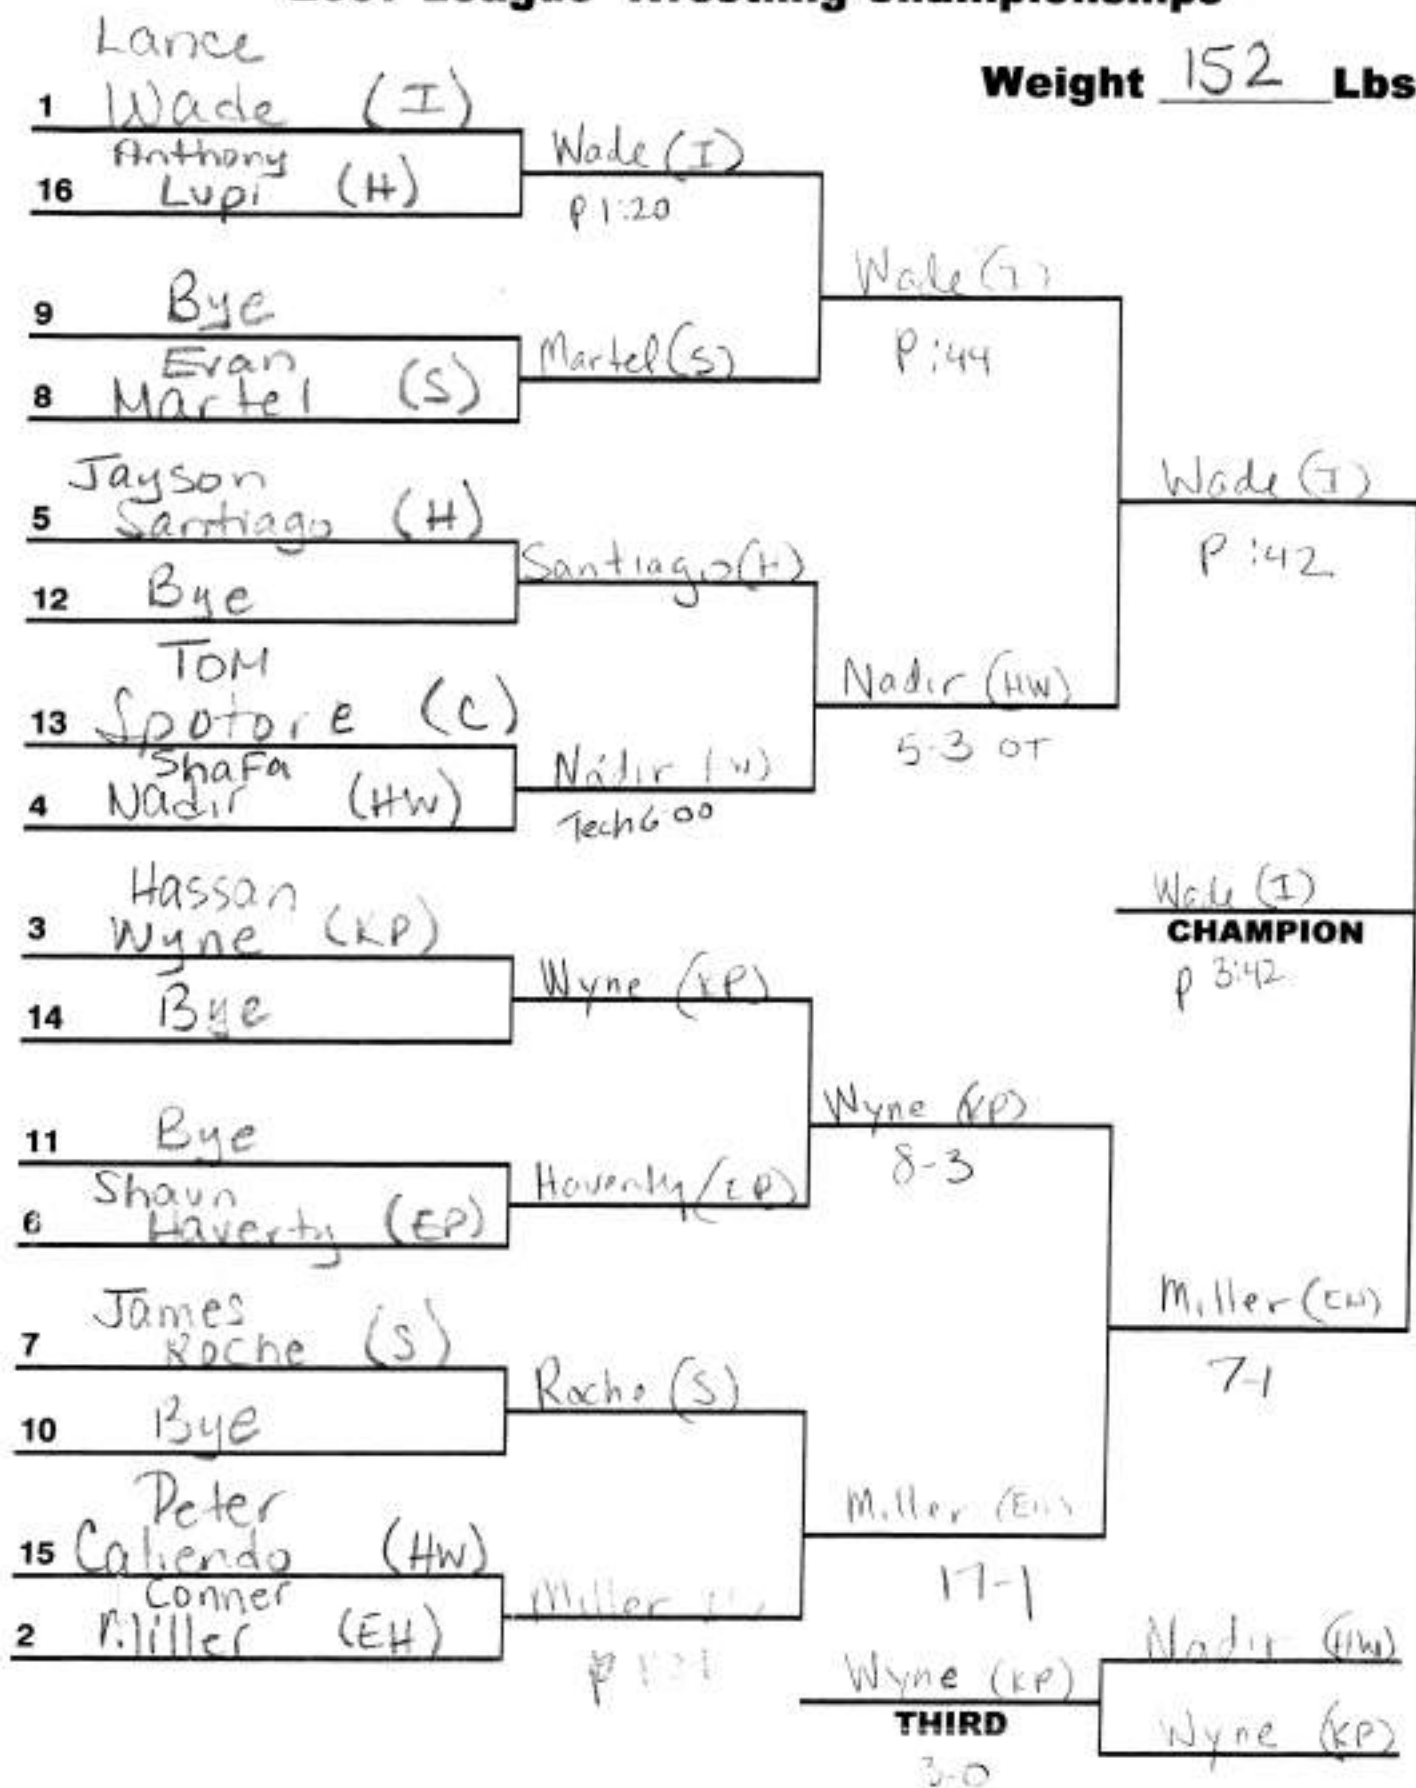 Wrestling Championships
Weight 152 Lbs
Lance
1 Wade (I)
Anthony
16 Lupi (H)
Wade (I)
P 1:20
9 Bye
Evan
8 Martel (S)
Martel (S)
Wade (I)
P :44
Jayson
5 Santiago (H)
12 Bye
Santiago (H)
TOM
13 Spotore (C)
Shafa
4 Nadir (HW)
Nadir
Tech 6:00
Nadir (HW)
5-3 OT
Wade (I)
P :42
Hassan
3 Wyne (KP)
14 Bye
Wyne (KP)
11 Bye
Shaun
6 Haverty (EP)
Haverty (EP)
Wyne (KP)
8-3
James
7 Roche (S)
10 Bye
Roche (S)
Peter
15 Caliendo (HW)
Conner
2 Miller (EH)
Miller
Miller (EH)
17-1
Miller (EH)
7-1
Wade (I)
CHAMPION
P 3:42
Nadir (HW)
Wyne (KP)
Wyne (KP)
THIRD
3-0